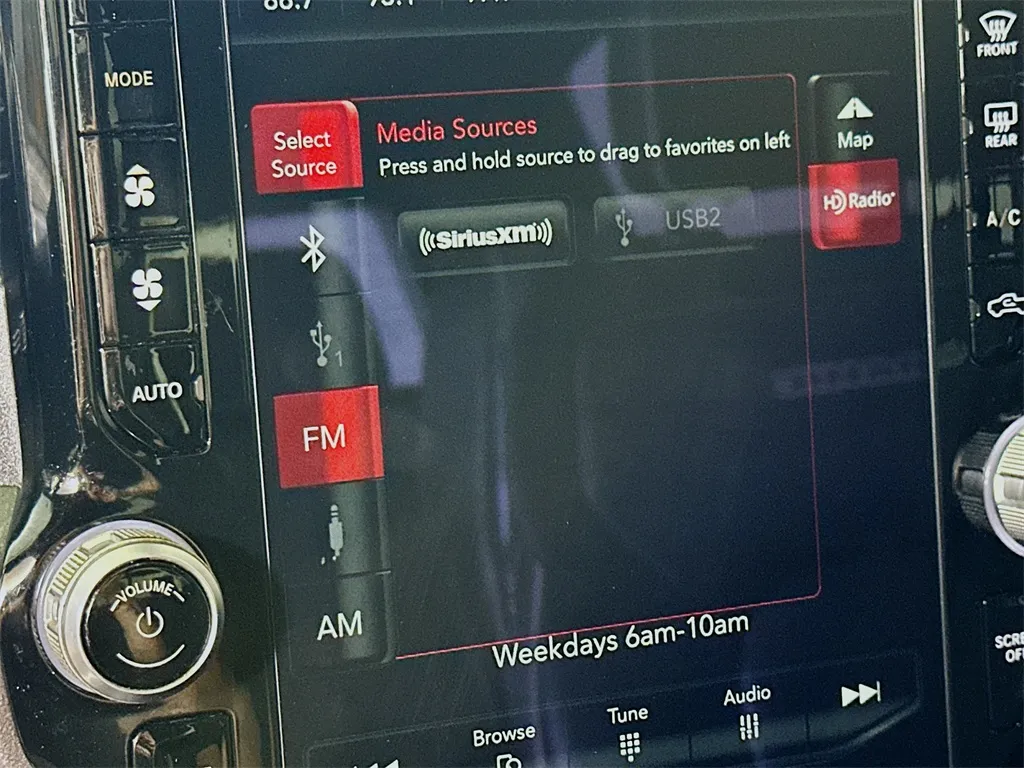 MODE
AUTO
VOLUME
Select
Source
Media Sources
Press and hold source to drag to favorites on left
((SiriusXM))
USB2
1
FM
AM
Map
HD Radio
Weekdays 6am-10am
Browse
Tune
Audio
FRONT
REAR
A/C